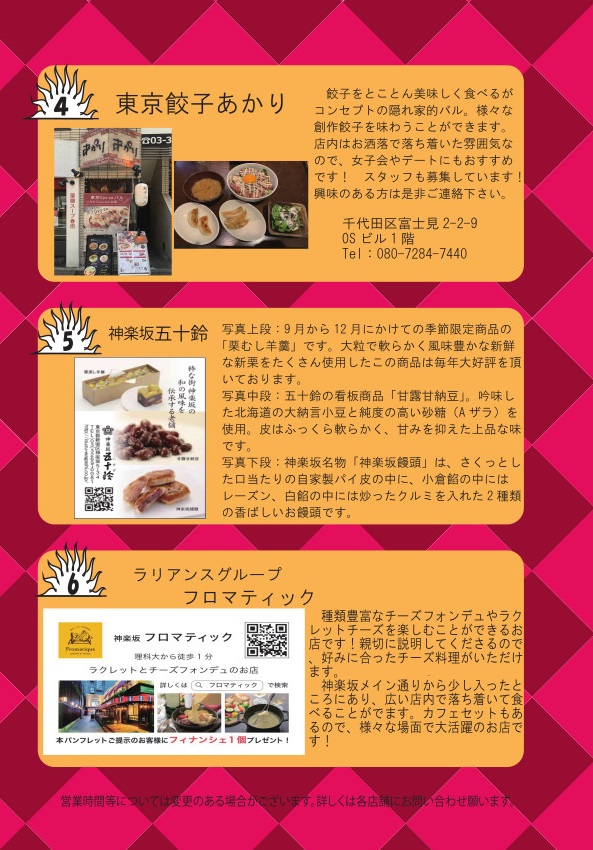 4
東京餃子あかり
餃子をとことん美味しく食べるが
コンセプトの隠れ家的バル。様々な
創作餃子を味わうことができます。
店内はお洒落で落ち着いた雰囲気な
ので、女子会やデートにもおすすめ
です！　スタッフも募集しています！
興味のある方は是非ご連絡下さい。
千代田区富士見 2-2-9
OS ビル 1 階
Tel：080-7284-7440
☎03-3
5
神楽坂五十鈴
粋な街 神楽坂の
和の風味を
伝承する老舗
神楽坂
五十鈴
写真上段：9 月から 12 月にかけての季節限定商品の
「栗むし羊羹」です。大粒で軟らかく風味豊かな新鮮
な新栗をたくさん使用したこの商品は毎年大好評を頂
いております。
写真中段：五十鈴の看板商品「甘露甘納豆」。吟味し
た北海道の大納言小豆と純度の高い砂糖（A ザラ）を
使用。皮はふっくら軟らかく、甘みを抑えた上品な味
です。
写真下段：神楽坂名物「神楽坂饅頭」は、さくっとし
た口当たりの自家製パイ皮の中に、小倉餡の中には
レーズン、白餡の中には炒ったクルミを入れた 2 種類
の香ばしいお饅頭です。
6
ラリアンスグループ
フロマティック
Fromatique
神楽坂 フロマティック
理科大から徒歩 1 分
ラクレットとチーズフォンデュのお店
詳しくは フロマティック で検索
本パンフレットご提示のお客様にフィナンシェ1個プレゼント！
種類豊富なチーズフォンデュやラク
レットチーズを楽しむことができるお
店です！親切に説明してくださるので
、好みに合ったチーズ料理がいただけ
ます。
神楽坂メイン通りから少し入ったと
ころにあり、広い店内で落ち着いて食
べることがでます。カフェセットもあ
るので、様々な場面で大活躍のお店で
す！
営業時間等については変更のある場合がございます。詳しくは各店舗にお問い合わせ願います。